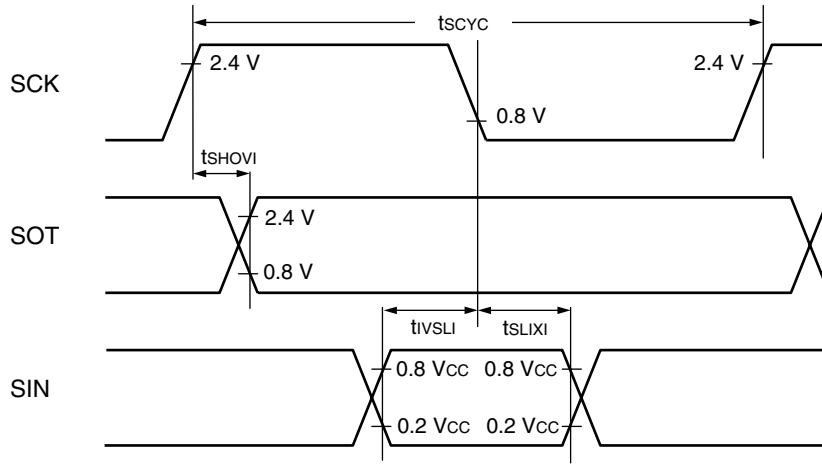 tSCYC
SCK
2.4 V
2.4 V
0.8 V
tSHOVI
SOT
2.4 V
0.8 V
tIVSLI
tSLIXI
SIN
0.8 VCC
0.8 VCC
0.2 VCC
0.2 VCC